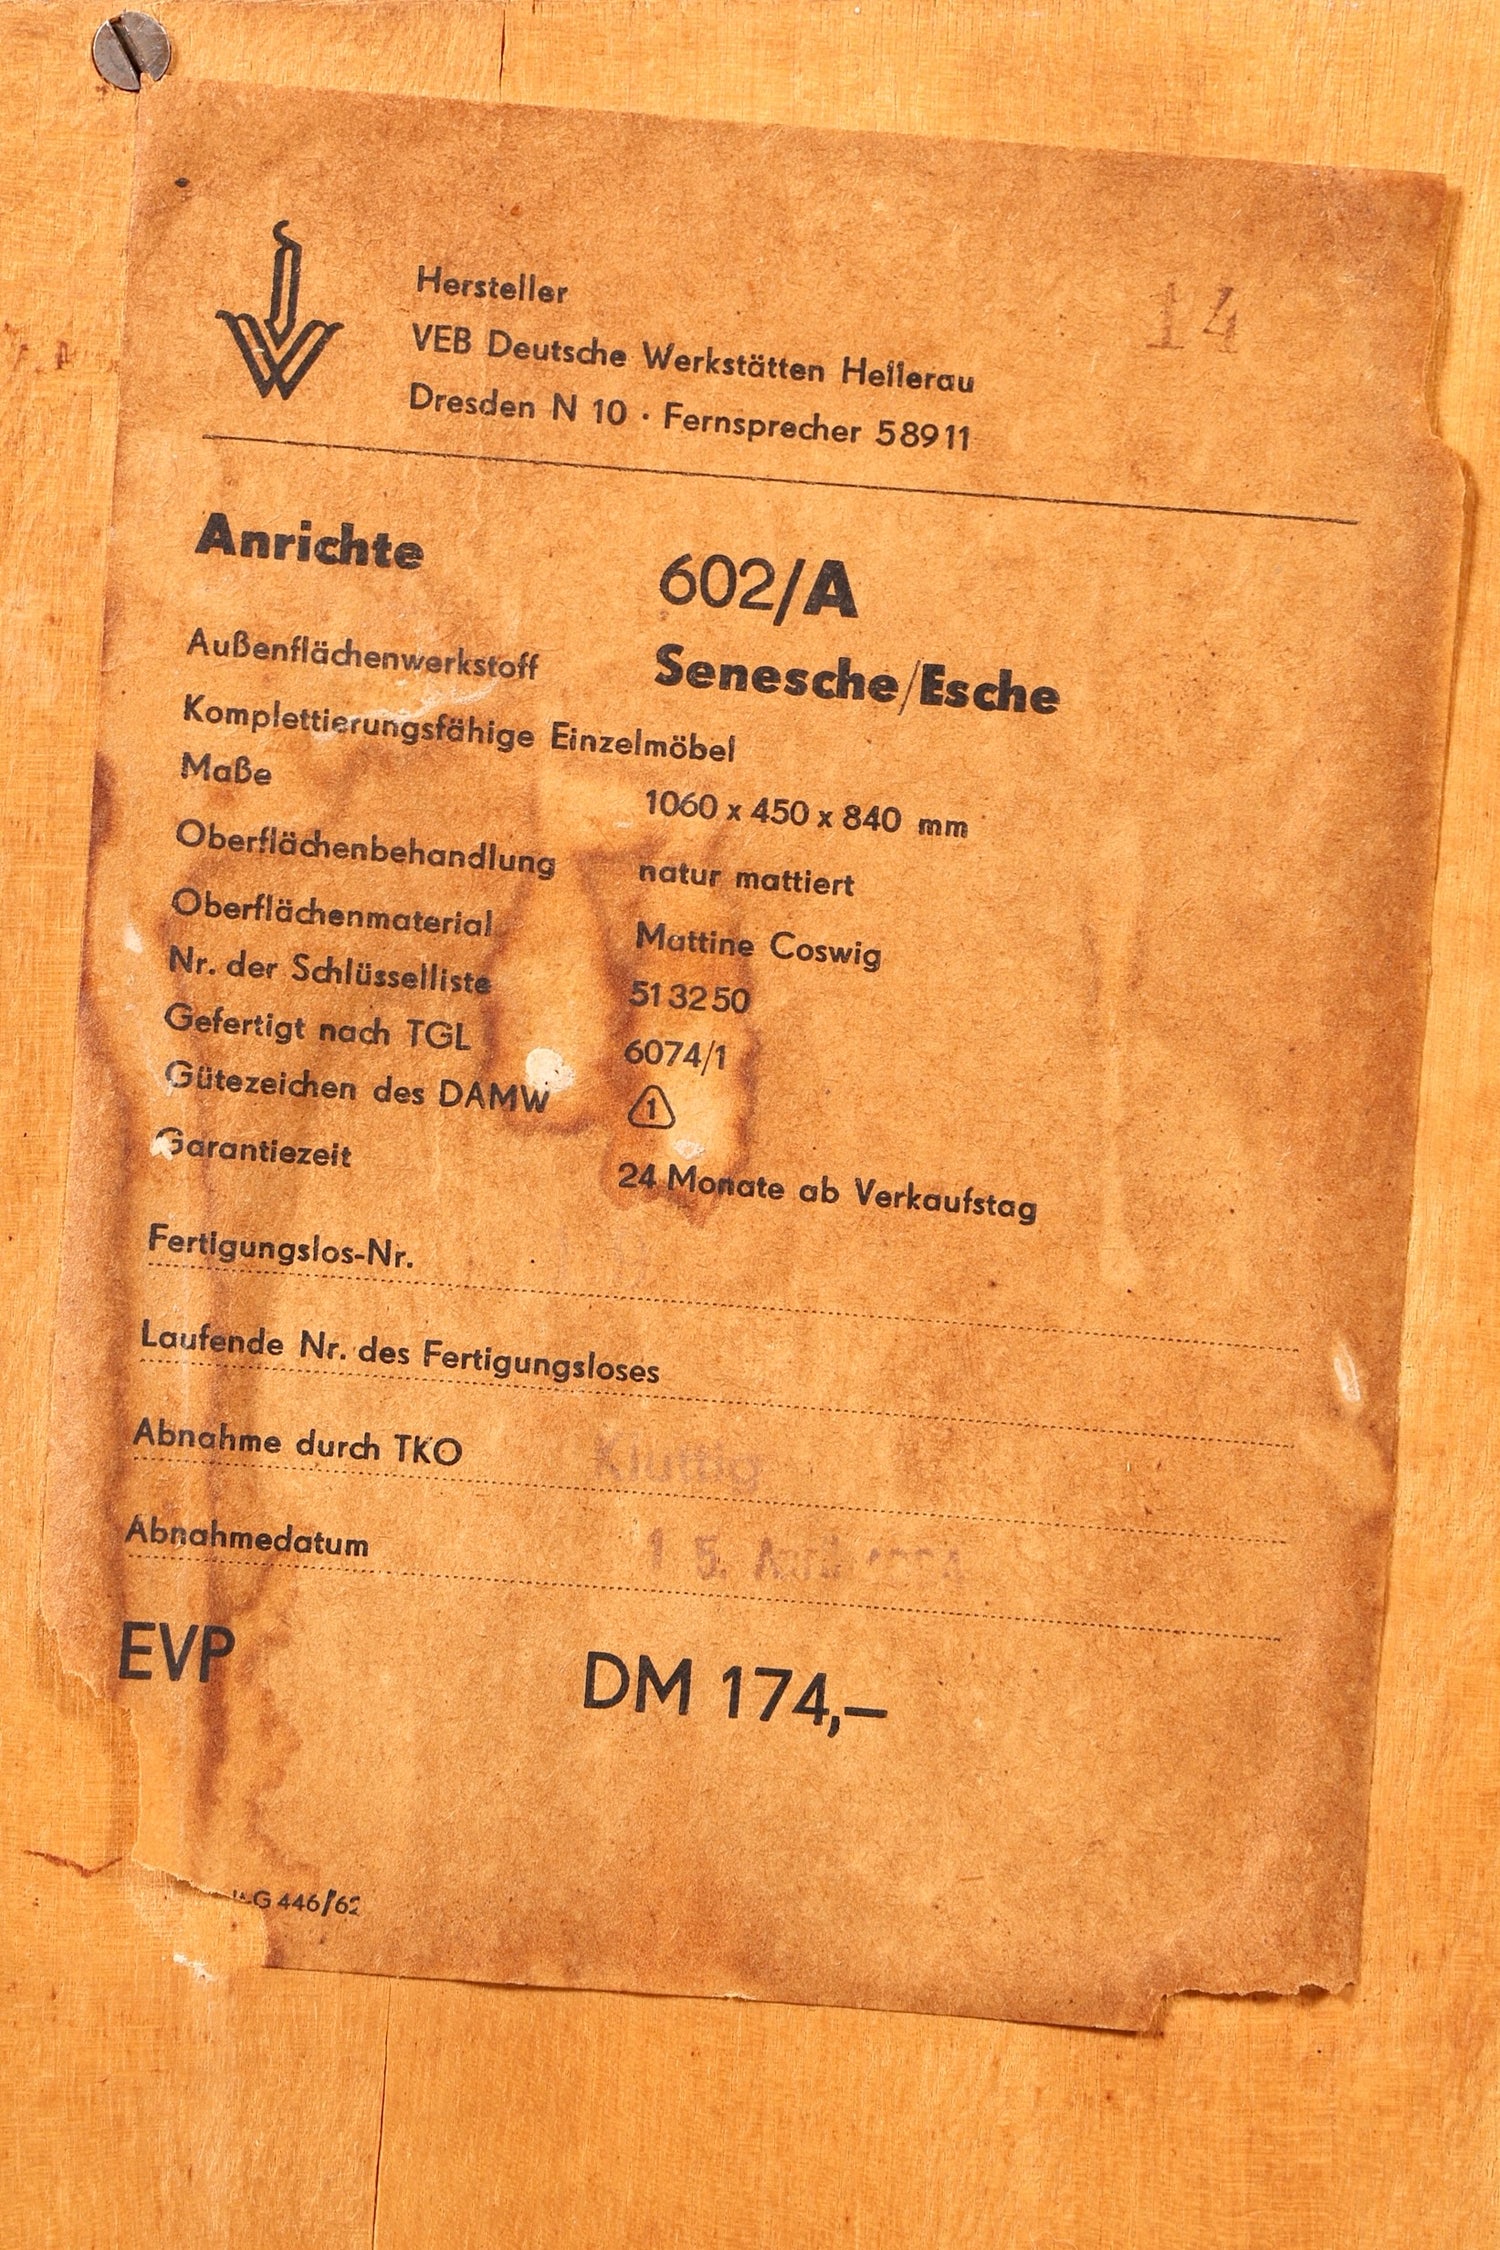 14
Hersteller
VEB Deutsche Werkstätten Hellerau
Dresden N 10 · Fernsprecher 58911
Anrichte 602/A
Außenflächenwerkstoff Senesche/Esche
Komplettierungsfähige Einzelmöbel
Maße 1060 x 450 x 840 mm
Oberflächenbehandlung natur mattiert
Oberflächenmaterial Mattine Coswig
Nr. der Schlüsselliste 513250
Gefertigt nach TGL 6074/1
Gütezeichen des DAMW 1
Garantiezeit 24 Monate ab Verkaufstag
Fertigungslos-Nr.
Laufende Nr. des Fertigungsloses
Abnahme durch TKO Kluttig
Abnahmedatum 15. April
EVP DM 174,–
G 446/62